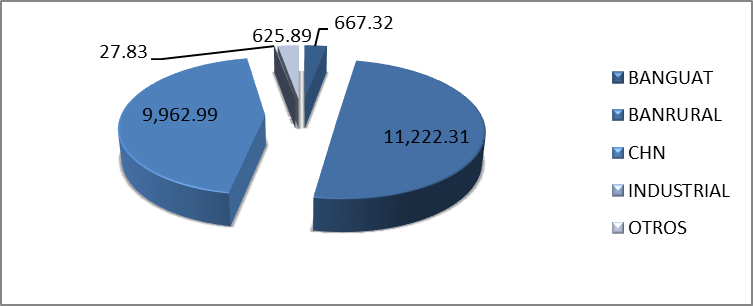 667.32
625.89
27.83
9,962.99
11,222.31
BANGUAT
BANRURAL
CHN
INDUSTRIAL
OTROS